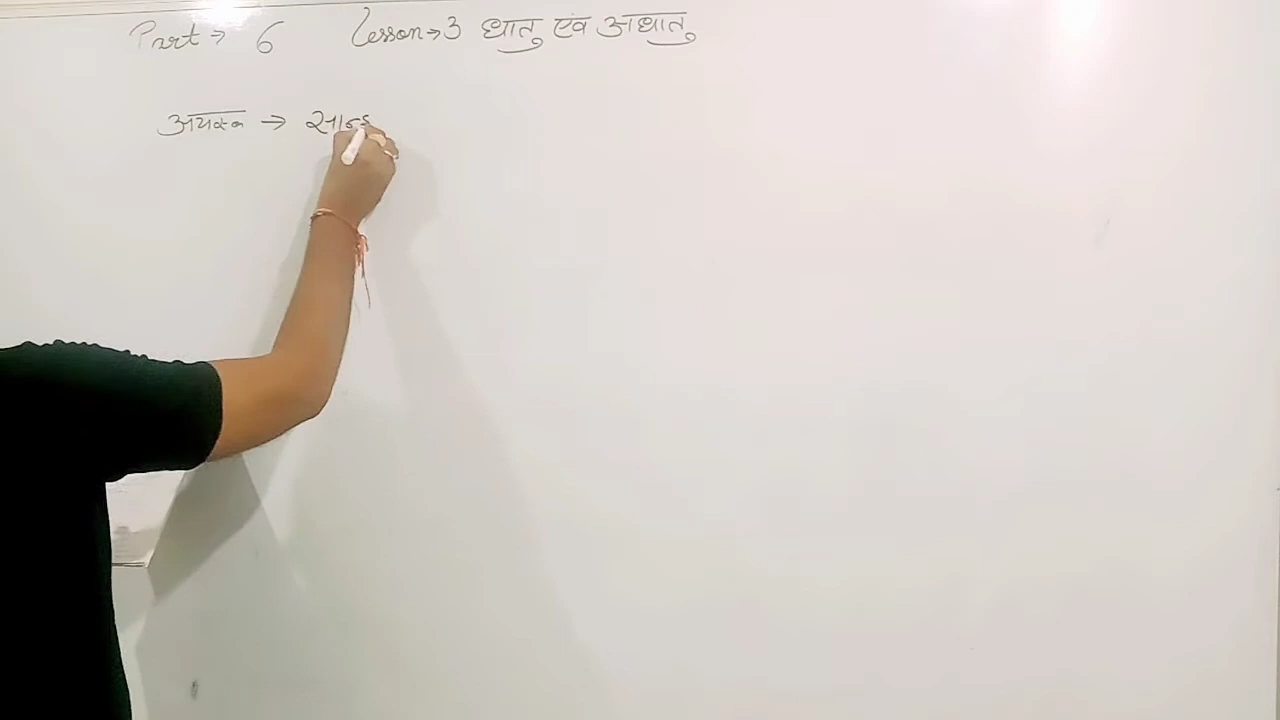 Part → 6 Lesson → 3 धातु एवं अधातु
अयस्क → सान्द्र